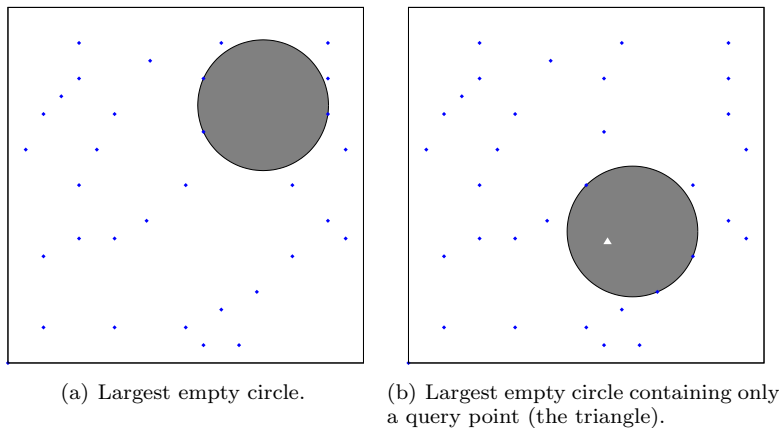 (a) Largest empty circle.
(b) Largest empty circle containing only
a query point (the triangle).